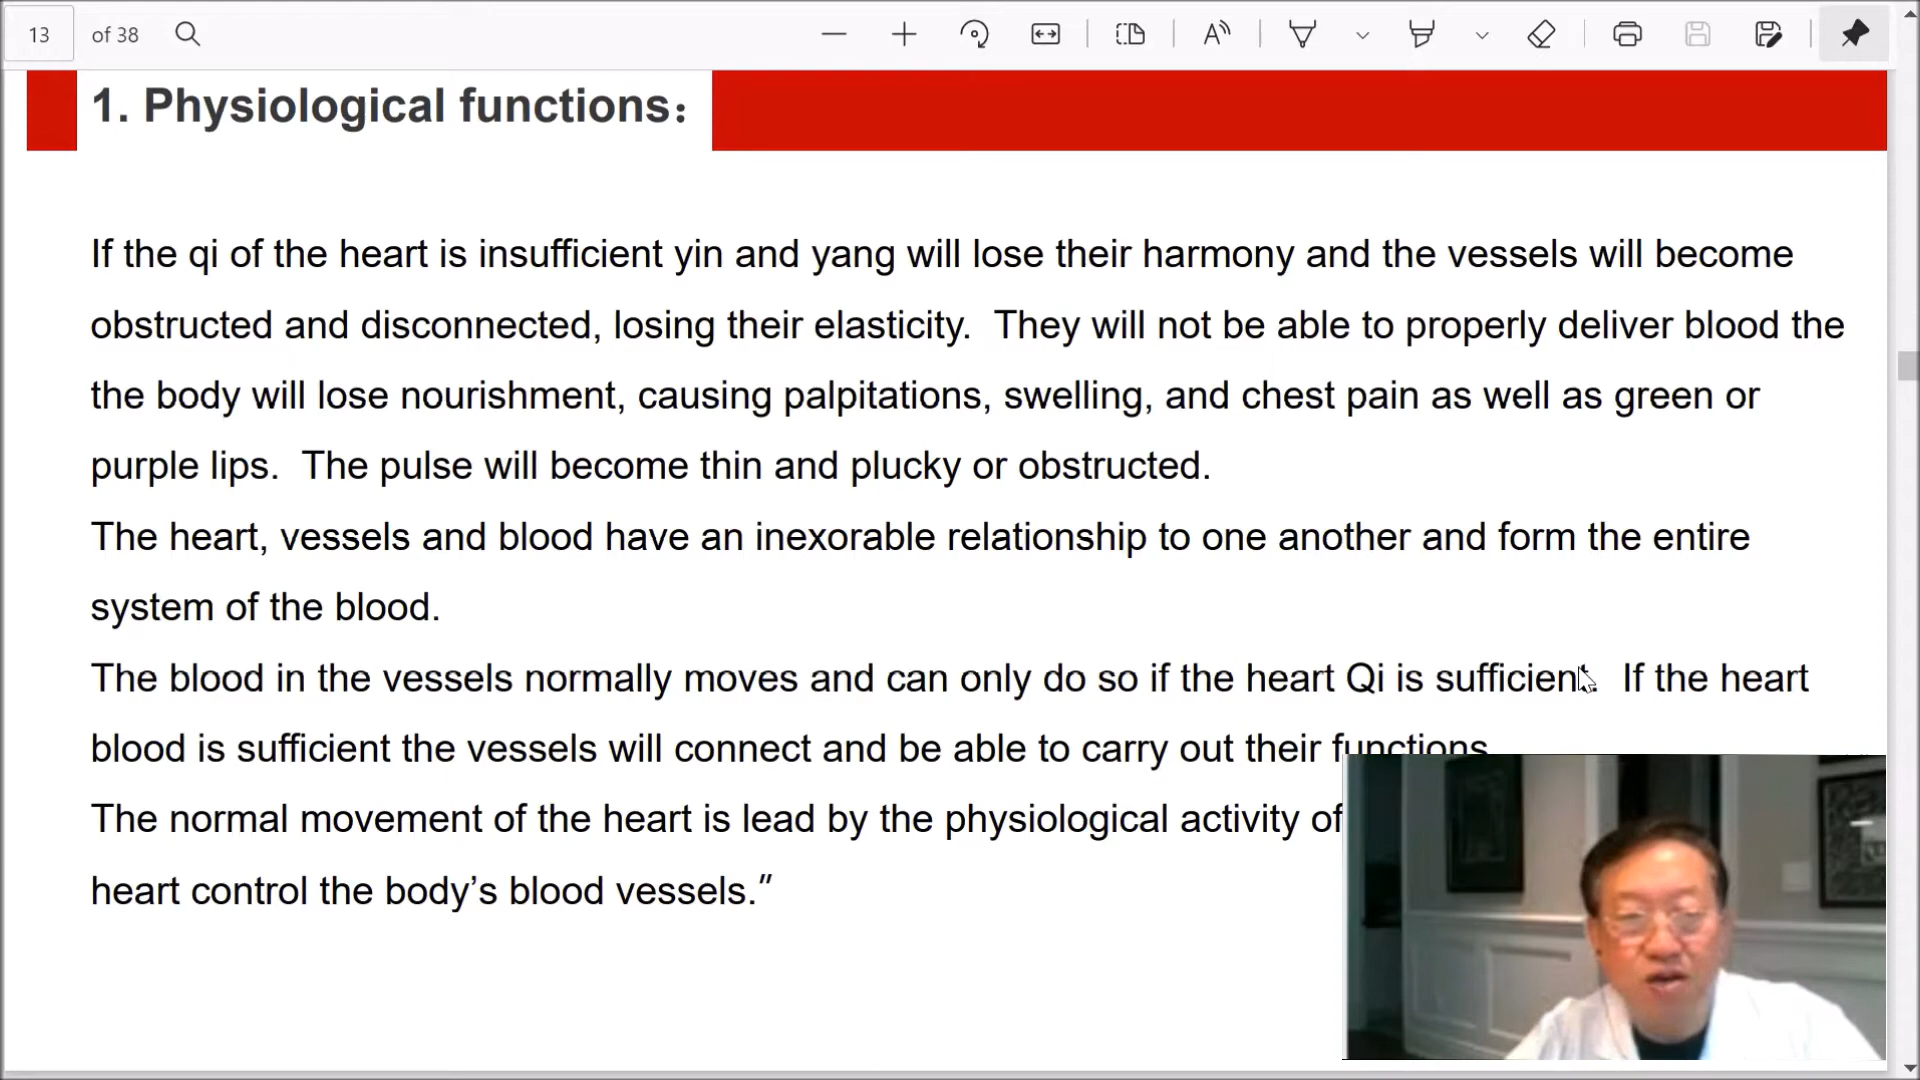 13 of 38
1. Physiological functions：
If the qi of the heart is insufficient yin and yang will lose their harmony and the vessels will become
obstructed and disconnected, losing their elasticity.  They will not be able to properly deliver blood the
the body will lose nourishment, causing palpitations, swelling, and chest pain as well as green or
purple lips.  The pulse will become thin and plucky or obstructed.
The heart, vessels and blood have an inexorable relationship to one another and form the entire
system of the blood.
The blood in the vessels normally moves and can only do so if the heart Qi is sufficient.  If the heart
blood is sufficient the vessels will connect and be able to carry out their functions
The normal movement of the heart is lead by the physiological activity of
heart control the body’s blood vessels.”